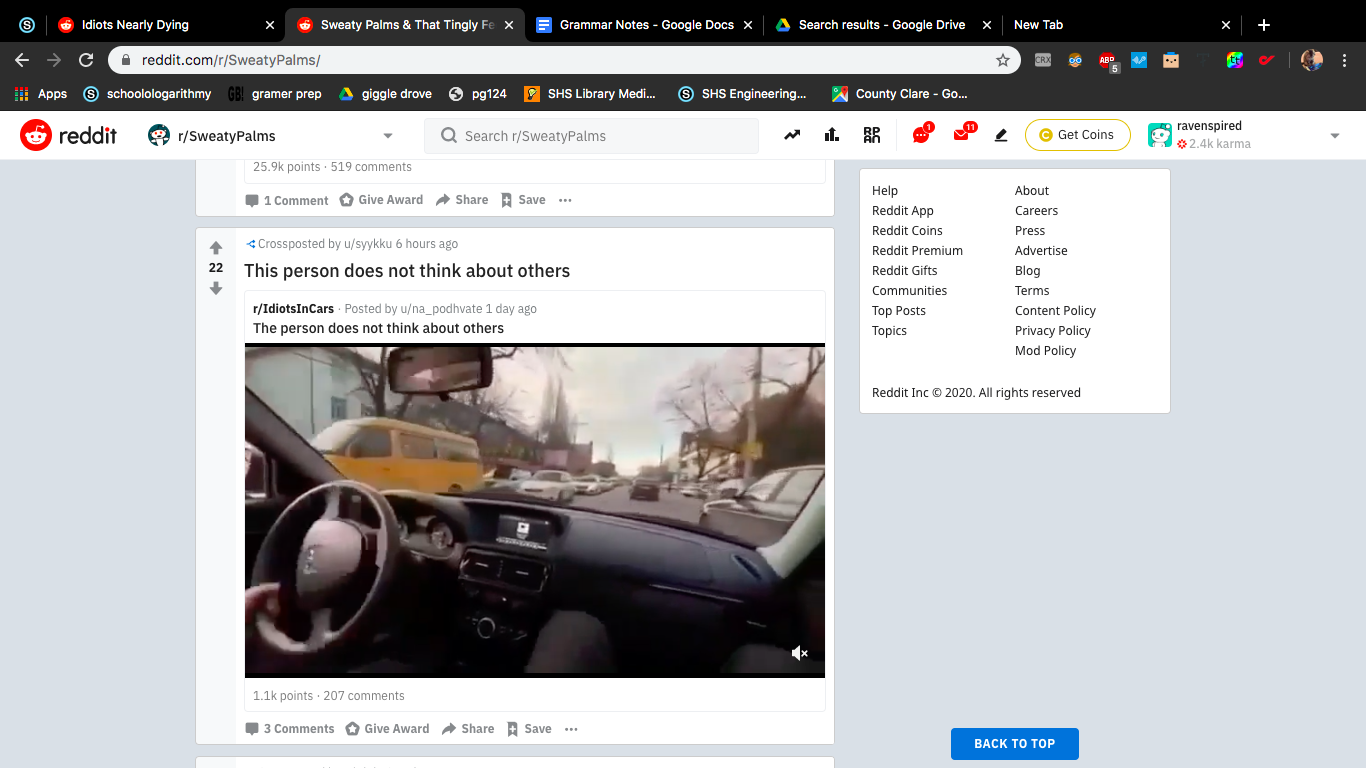 Idiots Nearly Dying
Sweaty Palms & That Tingly Fe
Grammar Notes - Google Docs
Search results - Google Drive
New Tab
reddit.com/r/SweatyPalms/
CRX
ABP
5
Apps
schoolologarithmy
GB!
gramer prep
giggle drove
pg124
SHS Library Medi...
SHS Engineering...
County Clare - Go...
reddit
r/SweatyPalms
Search r/SweatyPalms
1
11
Get Coins
ravenspired
2.4k karma
25.9k points · 519 comments
1 Comment
Give Award
Share
Save
Crossposted by u/syykku 6 hours ago
22
This person does not think about others
r/IdiotsInCars · Posted by u/na_podhvate 1 day ago
The person does not think about others
1.1k points · 207 comments
3 Comments
Give Award
Share
Save
Help
Reddit App
Reddit Coins
Reddit Premium
Reddit Gifts
Communities
Top Posts
Topics
About
Careers
Press
Advertise
Blog
Terms
Content Policy
Privacy Policy
Mod Policy
Reddit Inc © 2020. All rights reserved
BACK TO TOP